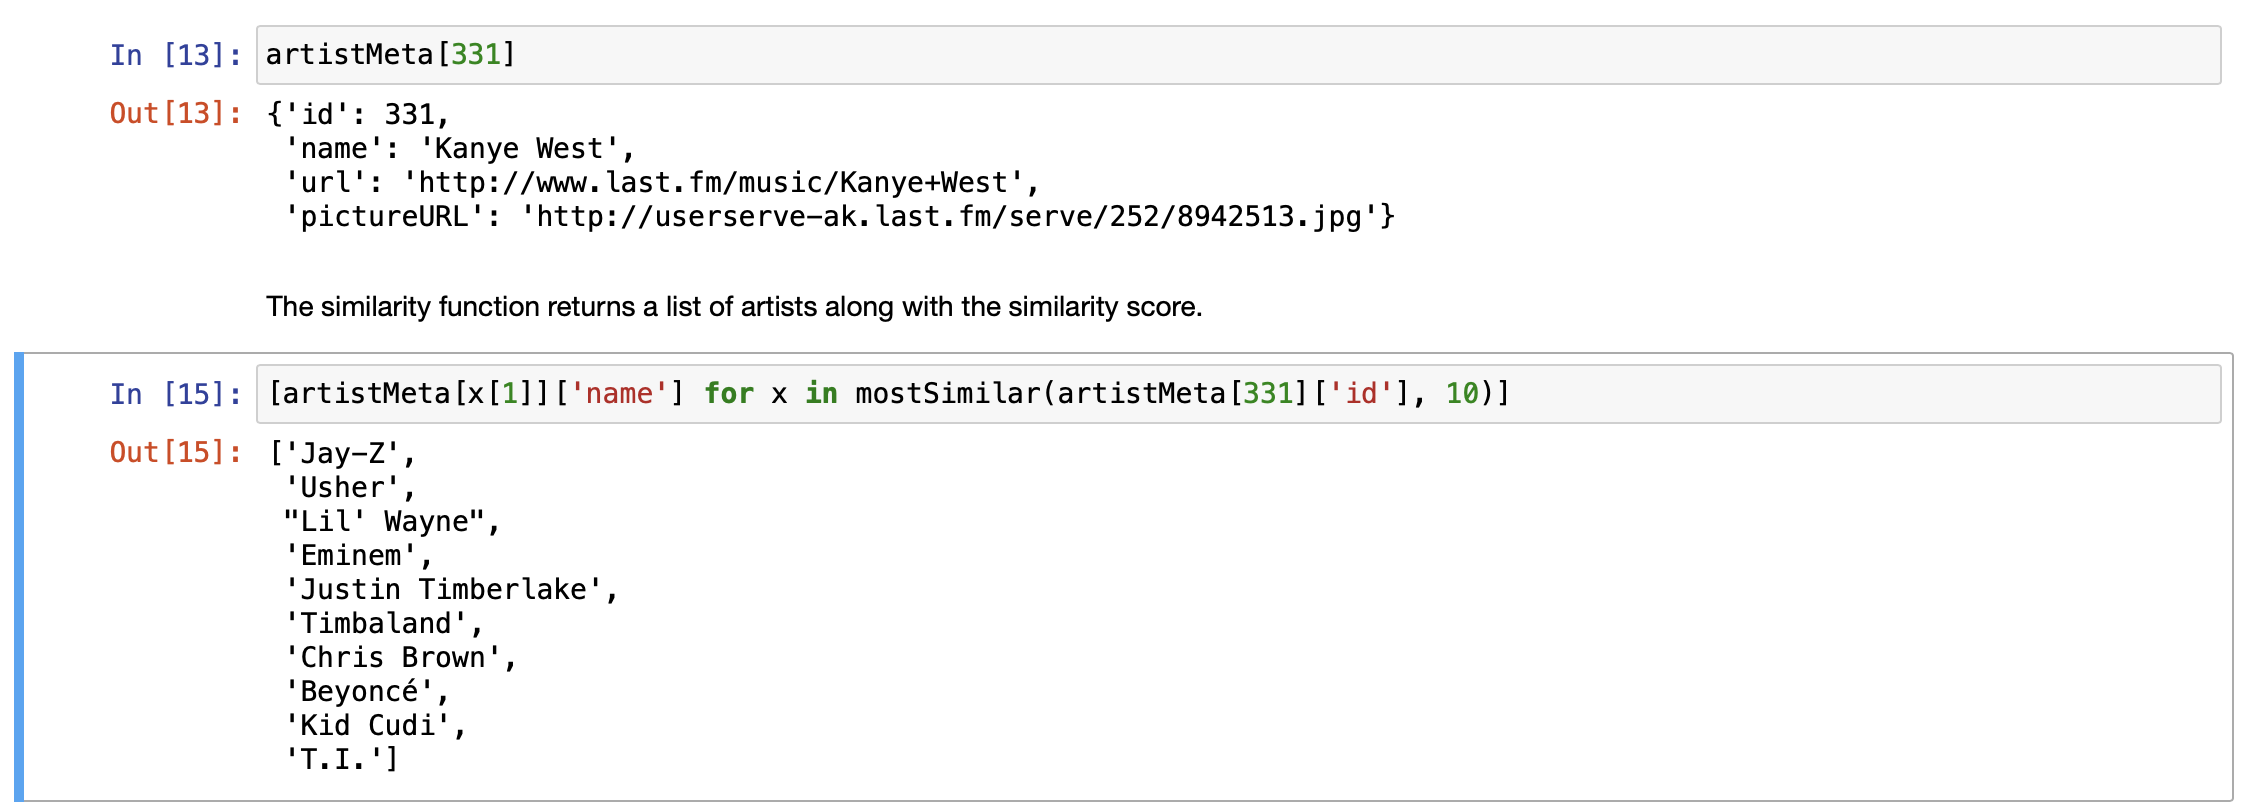 In [13]: artistMeta[331]
Out[13]: {'id': 331,
'name': 'Kanye West',
'url': 'http://www.last.fm/music/Kanye+West',
'pictureURL': 'http://userserve-ak.last.fm/serve/252/8942513.jpg'}
The similarity function returns a list of artists along with the similarity score.
In [15]: [artistMeta[x[1]]['name'] for x in mostSimilar(artistMeta[331]['id'], 10)]
Out[15]: ['Jay-Z',
'Usher',
"Lil' Wayne",
'Eminem',
'Justin Timberlake',
'Timbaland',
'Chris Brown',
'Beyoncé',
'Kid Cudi',
'T.I.']